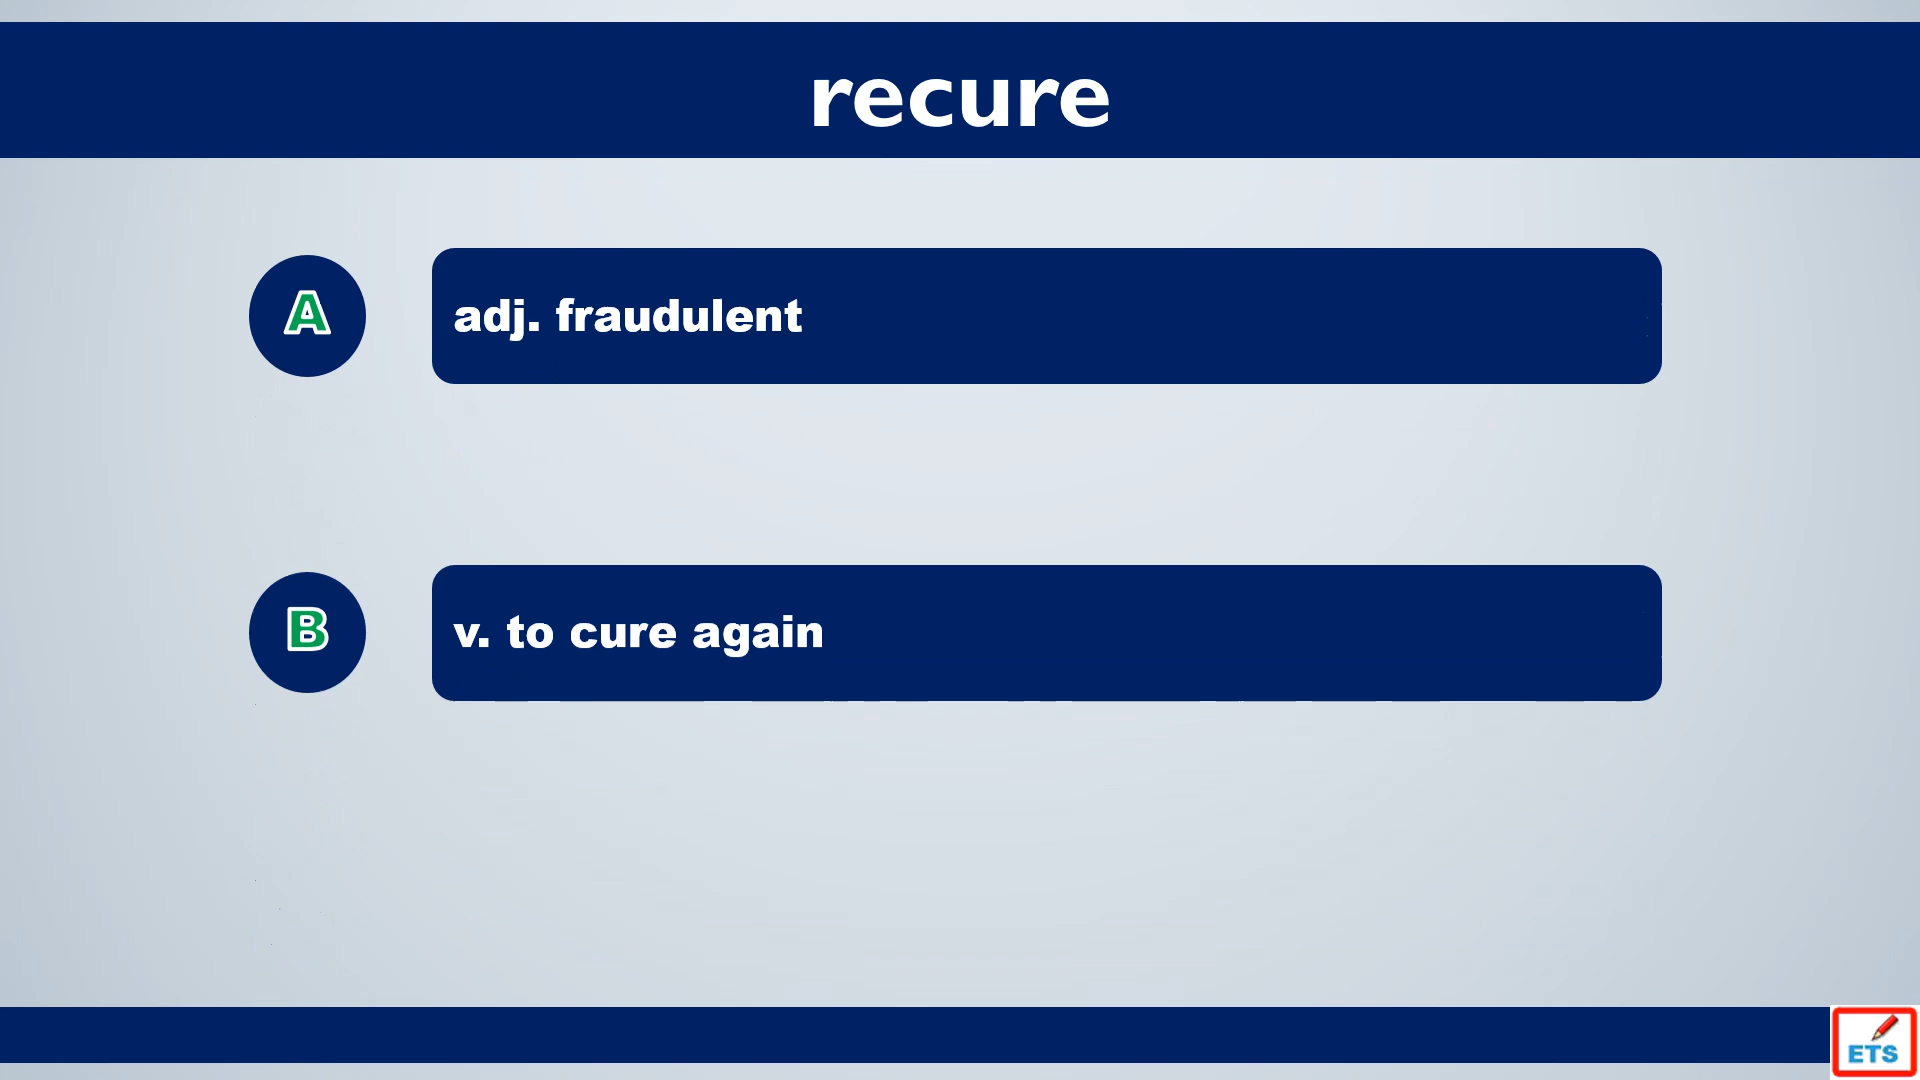 recure
A
adj. fraudulent
B
v. to cure again
ETS